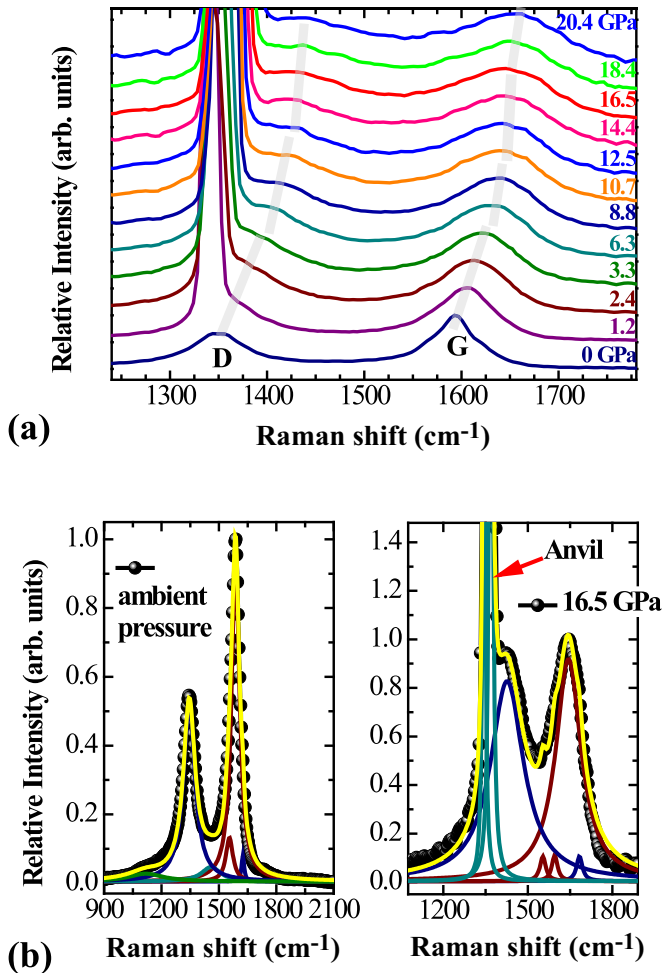 Relative Intensity (arb. units)
20.4 GPa
18.4
16.5
14.4
12.5
10.7
8.8
6.3
3.3
2.4
1.2
0 GPa
D
G
1300 1400 1500 1600 1700
(a)
Raman shift (cm-1)
Relative Intensity (arb. units)
1.0
0.8
0.6
0.4
0.2
0.0
ambient
pressure
900 1200 1500 1800 2100
Raman shift (cm-1)
1.4
1.2
1.0
0.8
0.6
0.4
0.2
0.0
Anvil
16.5 GPa
1200 1500 1800
Raman shift (cm-1)
(b)